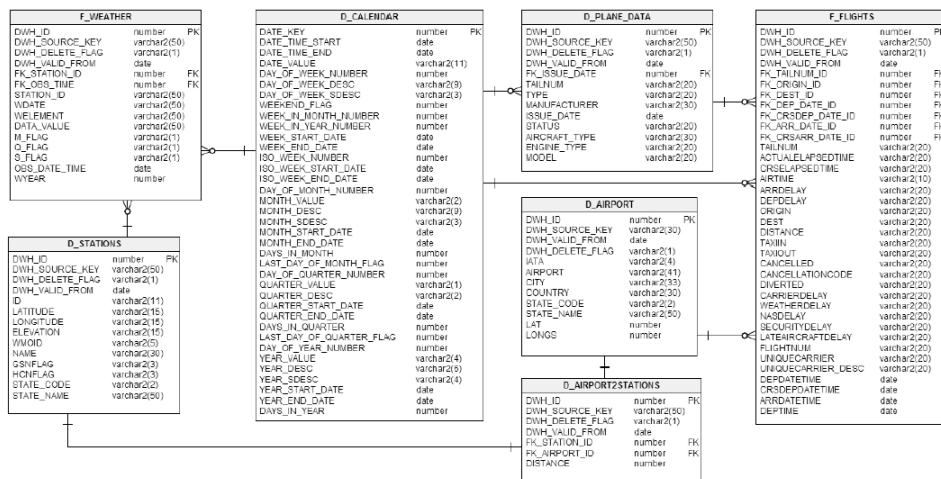 F_WEATHER
DWH_ID number PK
DWH_SOURCE_KEY varchar2(50)
DWH_DELETE_FLAG varchar2(1)
DWH_VALID_FROM date
FK_STATION_ID number FK
FK_OBS_TIME number FK
STATION_ID varchar2(50)
WDATE varchar2(50)
WELEMENT varchar2(50)
DATA_VALUE varchar2(50)
M_FLAG varchar2(1)
Q_FLAG varchar2(1)
S_FLAG varchar2(1)
OBS_DATE_TIME date
WYEAR number
D_STATIONS
DWH_ID number PK
DWH_SOURCE_KEY varchar2(50)
DWH_DELETE_FLAG varchar2(1)
DWH_VALID_FROM date
ID varchar2(11)
LATITUDE varchar2(15)
LONGITUDE varchar2(15)
ELEVATION varchar2(15)
WMOID varchar2(5)
NAME varchar2(30)
GSNFLAG varchar2(3)
HCNFLAG varchar2(3)
STATE_CODE varchar2(2)
STATE_NAME varchar2(50)
D_CALENDAR
DATE_KEY number PK
DATE_TIME_START date
DATE_TIME_END date
DATE_VALUE varchar2(11)
DAY_OF_WEEK_NUMBER number
DAY_OF_WEEK_DESC varchar2(9)
DAY_OF_WEEK_SDESC varchar2(3)
WEEKEND_FLAG number
WEEK_IN_MONTH_NUMBER number
WEEK_IN_YEAR_NUMBER number
WEEK_START_DATE date
WEEK_END_DATE date
ISO_WEEK_NUMBER number
ISO_WEEK_START_DATE date
ISO_WEEK_END_DATE date
DAY_OF_MONTH_NUMBER number
MONTH_VALUE varchar2(2)
MONTH_DESC varchar2(9)
MONTH_SDESC varchar2(3)
MONTH_START_DATE date
MONTH_END_DATE date
DAYS_IN_MONTH number
LAST_DAY_OF_MONTH_FLAG number
DAY_OF_QUARTER_NUMBER number
QUARTER_VALUE varchar2(1)
QUARTER_DESC varchar2(2)
QUARTER_START_DATE date
QUARTER_END_DATE date
DAYS_IN_QUARTER number
LAST_DAY_OF_QUARTER_FLAG number
DAY_OF_YEAR_NUMBER number
YEAR_VALUE varchar2(4)
YEAR_DESC varchar2(6)
YEAR_SDESC varchar2(4)
YEAR_START_DATE date
YEAR_END_DATE date
DAYS_IN_YEAR number
D_PLANE_DATA
DWH_ID number PK
DWH_SOURCE_KEY varchar2(50)
DWH_DELETE_FLAG varchar2(1)
DWH_VALID_FROM date
FK_ISSUE_DATE number FK
TAILNUM varchar2(20)
TYPE varchar2(20)
MANUFACTURER varchar2(30)
ISSUE_DATE date
STATUS varchar2(20)
AIRCRAFT_TYPE varchar2(30)
ENGINE_TYPE varchar2(20)
MODEL varchar2(20)
D_AIRPORT
DWH_ID number PK
DWH_SOURCE_KEY varchar2(30)
DWH_VALID_FROM date
DWH_DELETE_FLAG varchar2(1)
IATA varchar2(4)
AIRPORT varchar2(41)
CITY varchar2(33)
COUNTRY varchar2(30)
STATE_CODE varchar2(2)
STATE_NAME varchar2(50)
LAT number
LONGS number
D_AIRPORT2STATIONS
DWH_ID number PK
DWH_SOURCE_KEY varchar2(50)
DWH_DELETE_FLAG varchar2(1)
DWH_VALID_FROM date
FK_STATION_ID number FK
FK_AIRPORT_ID number FK
DISTANCE number
F_FLIGHTS
DWH_ID number
DWH_SOURCE_KEY varchar2(50)
DWH_DELETE_FLAG varchar2(1)
DWH_VALID_FROM date
FK_TAILNUM_ID number
FK_ORIGIN_ID number
FK_DEST_ID number
FK_DEP_DATE_ID number
FK_CRSDEP_DATE_ID number
FK_ARR_DATE_ID number
FK_CRSARR_DATE_ID number
TAILNUM varchar2(20)
ACTUALELAPSEDTIME varchar2(20)
CRSELAPSEDTIME varchar2(20)
AIRTIME varchar2(10)
ARRDELAY varchar2(20)
DEPDELAY varchar2(20)
ORIGIN varchar2(20)
DEST varchar2(20)
DISTANCE varchar2(20)
TAXIIN varchar2(20)
TAXIOUT varchar2(20)
CANCELLED varchar2(20)
CANCELLATIONCODE varchar2(20)
DIVERTED varchar2(20)
CARRIERDELAY varchar2(20)
WEATHERDELAY varchar2(20)
NASDELAY varchar2(20)
SECURITYDELAY varchar2(20)
LATEAIRCRAFTDELAY varchar2(20)
FLIGHTNUM varchar2(20)
UNIQUECARRIER varchar2(20)
UNIQUECARRIER_DESC varchar2(20)
DEPDATETIME date
CRSDEPDATETIME date
ARRDATETIME date
DEPTIME date